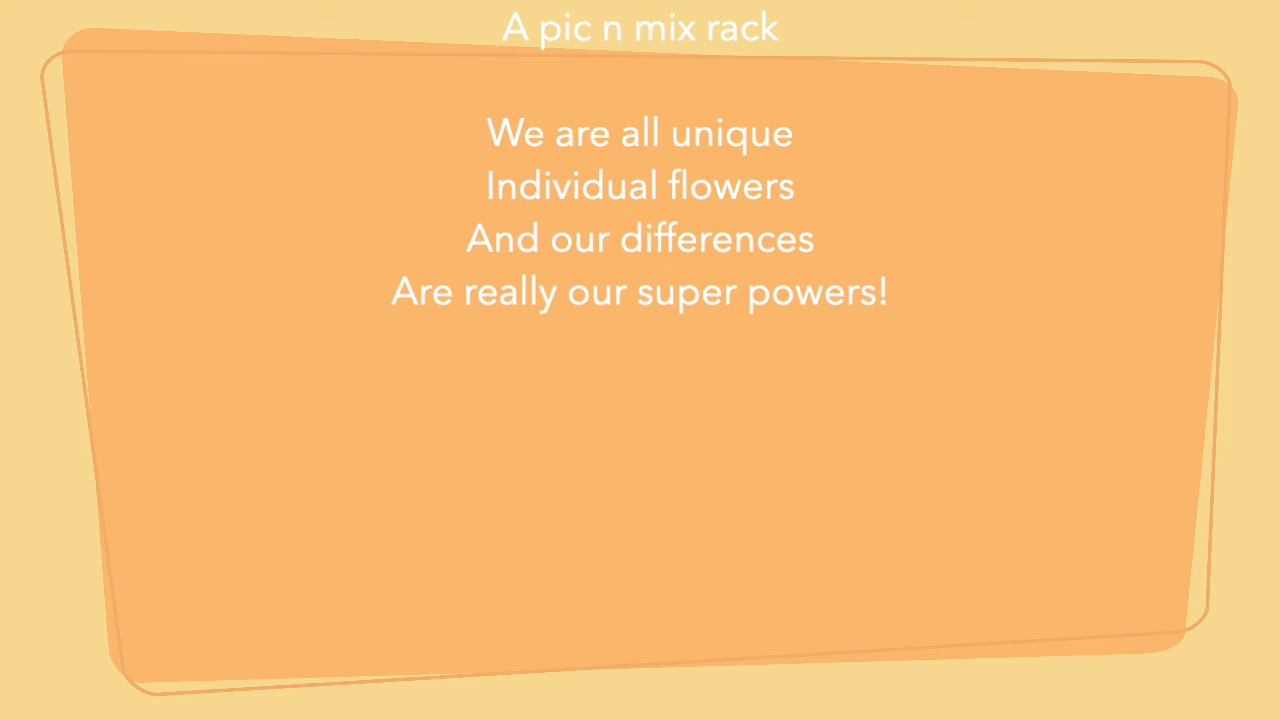 A pic n mix rack
We are all unique
Individual flowers
And our differences
Are really our super powers!